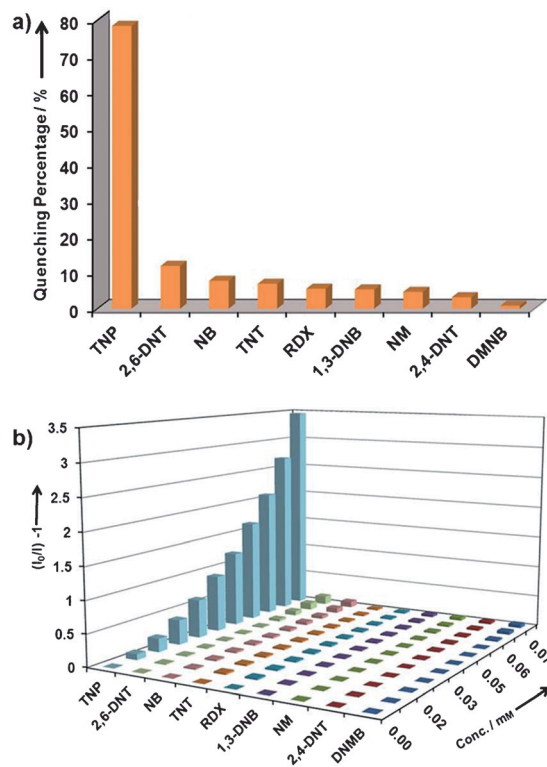 a)
Quenching Percentage / %
80
70
60
50
40
30
20
10
0
TNP
2,6-DNT
NB
TNT
RDX
1,3-DNB
NM
2,4-DNT
DMNB
b)
(I₀/I) -1
3.5
3
2.5
2
1.5
1
0.5
0
TNP
2,6-DNT
NB
TNT
RDX
1,3-DNB
NM
2,4-DNT
DNMB
0.00
0.02
0.03
0.05
0.06
0.07
Conc. / mM